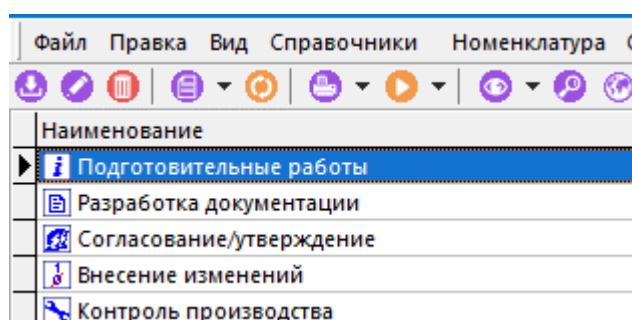 Файл Правка Вид Справочники Номенклатура
Наименование
Подготовительные работы
Разработка документации
Согласование/утверждение
Внесение изменений
Контроль производства